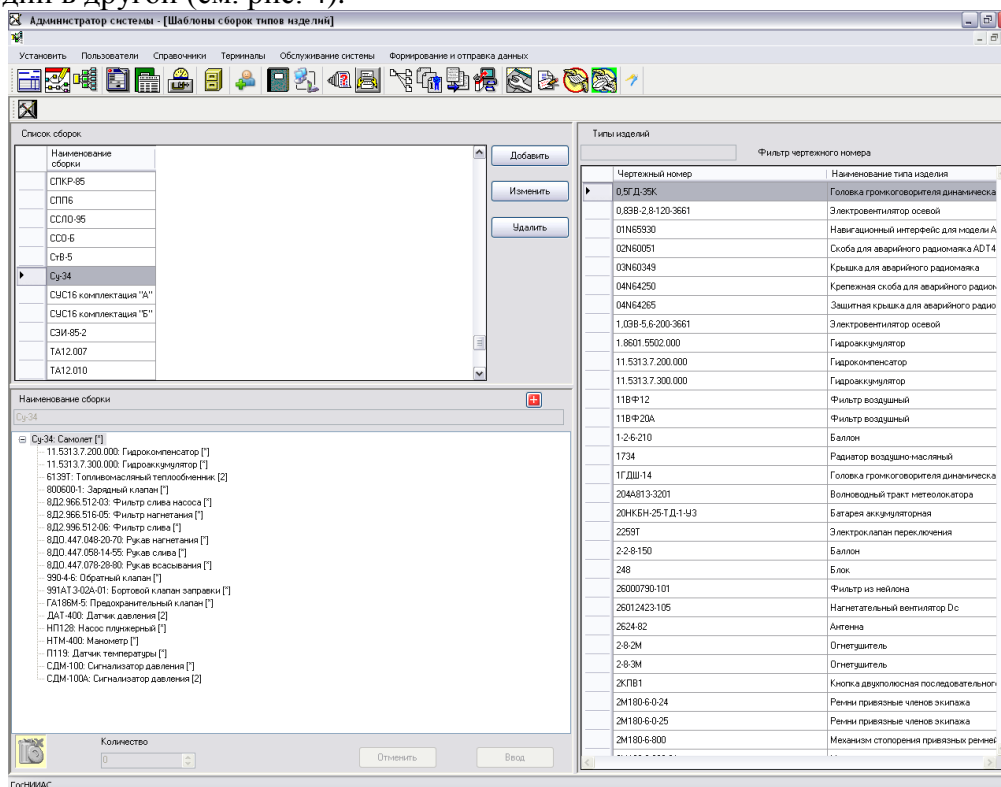 дни в другой (см. рис. 4).
Администратор системы - [Шаблоны сборок типов изделий]
Установить Пользователи Справочники Терминалы Обслуживание системы Формирование и отправка данных
Список сборок
Наименование сборки
СПКР-85
СПП6
ССЛО-95
ССО-Б
СтВ-5
Су-34
СУС16 комплектация "А"
СУС16 комплектация "Б"
СЭИ-85-2
ТА12.007
ТА12.010
Добавить
Изменить
Удалить
Наименование сборки
Су-34
Су-34: Самолет [*]
11.5313.7.200.000: Гидрокомпенсатор [*]
11.5313.7.300.000: Гидроаккумулятор [*]
6139Т: Топливомасляный теплообменник [2]
800600-1: Зарядный клапан [*]
8Д2.966.512-03: Фильтр слива насоса [*]
8Д2.966.516-05: Фильтр нагнетания [*]
8Д2.996.512-06: Фильтр слива [*]
8Д0.447.048-20-70: Рукав нагнетания [*]
8Д0.447.058-14-55: Рукав слива [*]
8Д0.447.078-28-80: Рукав всасывания [*]
990-4-6: Обратный клапан [*]
991АТ3-02А-01: Бортовой клапан заправки [*]
ГА186М-5: Предохранительный клапан [*]
ДАТ-400: Датчик давления [2]
НП128: Насос плунжерный [*]
НТМ-400: Манометр [*]
П119: Датчик температуры [*]
СДМ-100: Сигнализатор давления [*]
СДМ-100А: Сигнализатор давления [2]
Количество
0
Отменить
Ввод
Типы изделий
Фильтр чертежного номера
Чертежный номер Наименование типа изделия
0,5ГД-35К Головка громкоговорителя динамическа
0,8ЭВ-2,8-120-3661 Электровентилятор осевой
01N65930 Навигационный интерфейс для модели А
02N60051 Скоба для аварийного радиомаяка ADT4
03N60349 Крышка для аварийного радиомаяка
04N64250 Крепежная скоба для аварийного радиом
04N64265 Защитная крышка для аварийного радио
1,0ЭВ-5,6-200-3661 Электровентилятор осевой
1.8601.5502.000 Гидроаккумулятор
11.5313.7.200.000 Гидрокомпенсатор
11.5313.7.300.000 Гидроаккумулятор
11ВФ12 Фильтр воздушный
11ВФ20А Фильтр воздушный
1-2-6-210 Баллон
1734 Радиатор воздушно-масляный
1ГДШ-14 Головка громкоговорителя динамическа
204А813-3201 Волноводный тракт метеолокатора
20НКБН-25-ТД-1-У3 Батарея аккумуляторная
2259Т Электроклапан переключения
2-2-8-150 Баллон
248 Блок
26000790-101 Фильтр из нейлона
26012423-105 Нагнетательный вентилятор Dc
2624-82 Антенна
2-8-2М Огнетушитель
2-8-3М Огнетушитель
2КПВ1 Кнопка двухполюсная последовательног
2М180-6-0-24 Ремни привязные членов экипажа
2М180-6-0-25 Ремни привязные членов экипажа
2М180-6-800 Механизм стопорения привязных ремней
ГосНИИАС